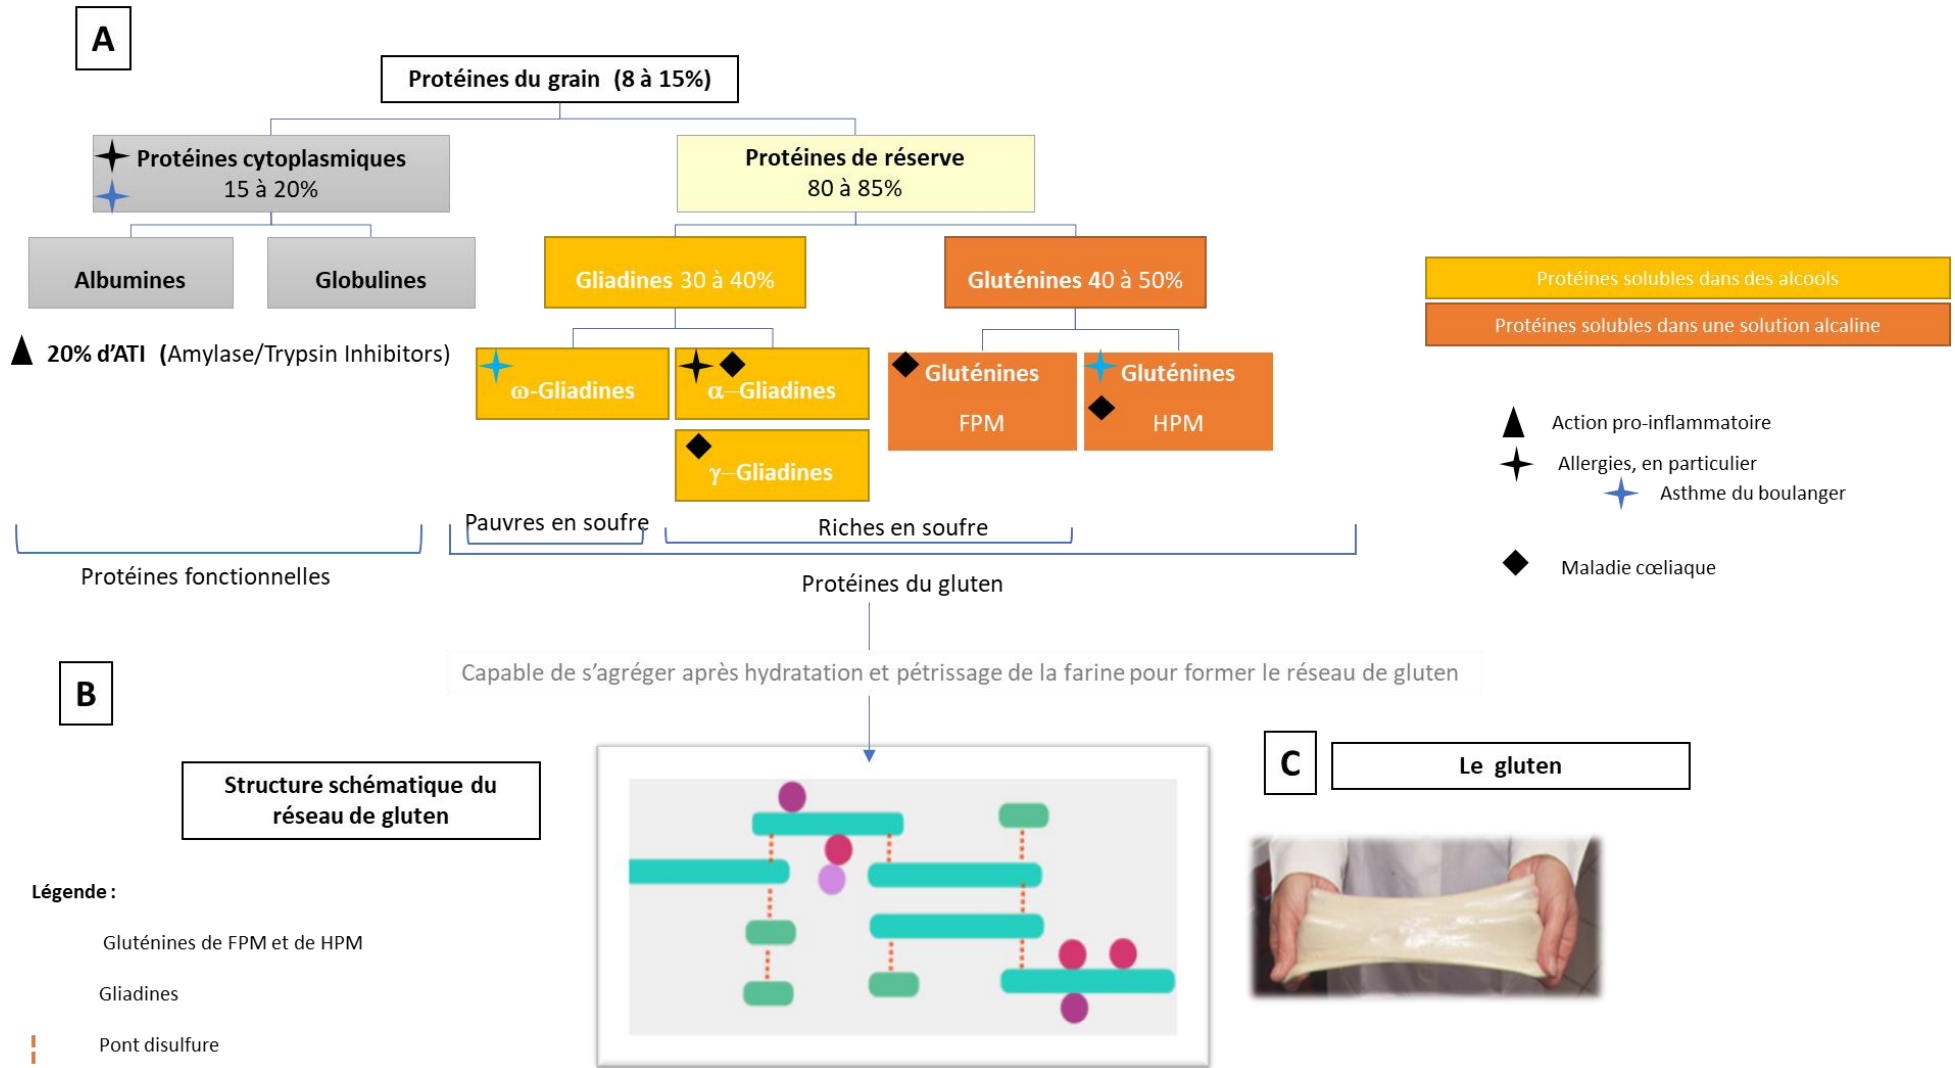 A
Protéines du grain (8 à 15%)
Protéines cytoplasmiques
15 à 20%
Protéines de réserve
80 à 85%
Albumines
Globulines
Gliadines 30 à 40%
Gluténines 40 à 50%
Protéines solubles dans des alcools
Protéines solubles dans une solution alcaline
20% d’ATI (Amylase/Trypsin Inhibitors)
ω-Gliadines
α–Gliadines
γ–Gliadines
Gluténines
FPM
Gluténines
HPM
Action pro-inflammatoire
Allergies, en particulier
Asthme du boulanger
Maladie cœliaque
Pauvres en soufre
Riches en soufre
Protéines fonctionnelles
Protéines du gluten
Capable de s’agréger après hydratation et pétrissage de la farine pour former le réseau de gluten
B
Structure schématique du
réseau de gluten
C
Le gluten
Légende :
Gluténines de FPM et de HPM
Gliadines
Pont disulfure